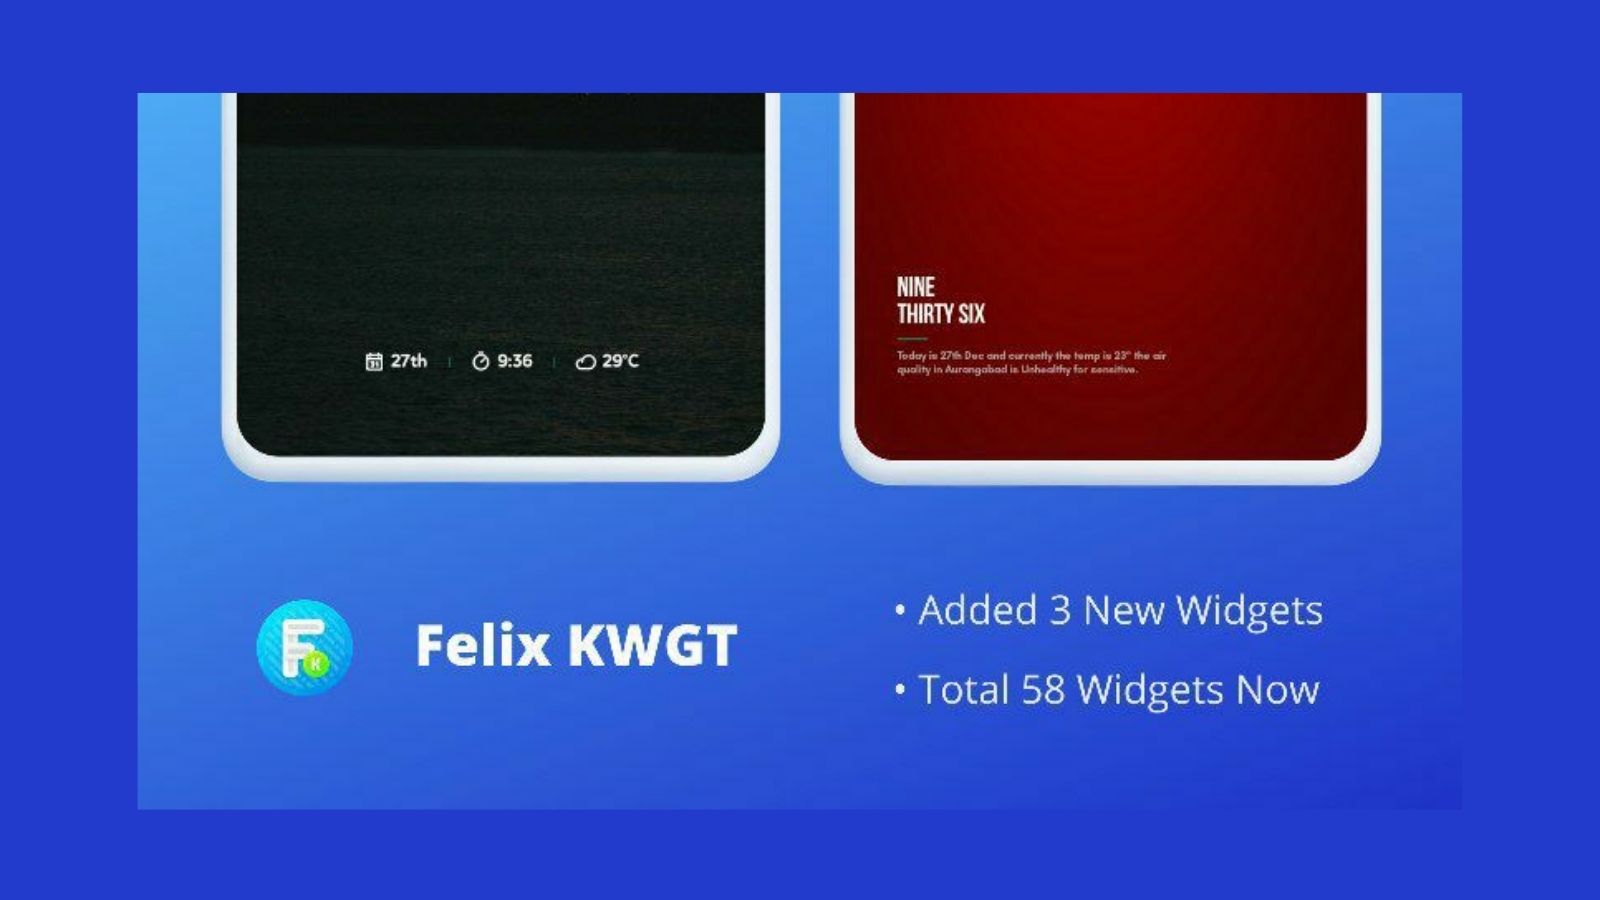 27th | 9:36 | 29°C
NINE
THIRTY SIX
Today is 27th Dec and currently the temp is 23° the air
quality in Aurangabad is Unhealthy for sensitive.
F K
Felix KWGT
• Added 3 New Widgets
• Total 58 Widgets Now